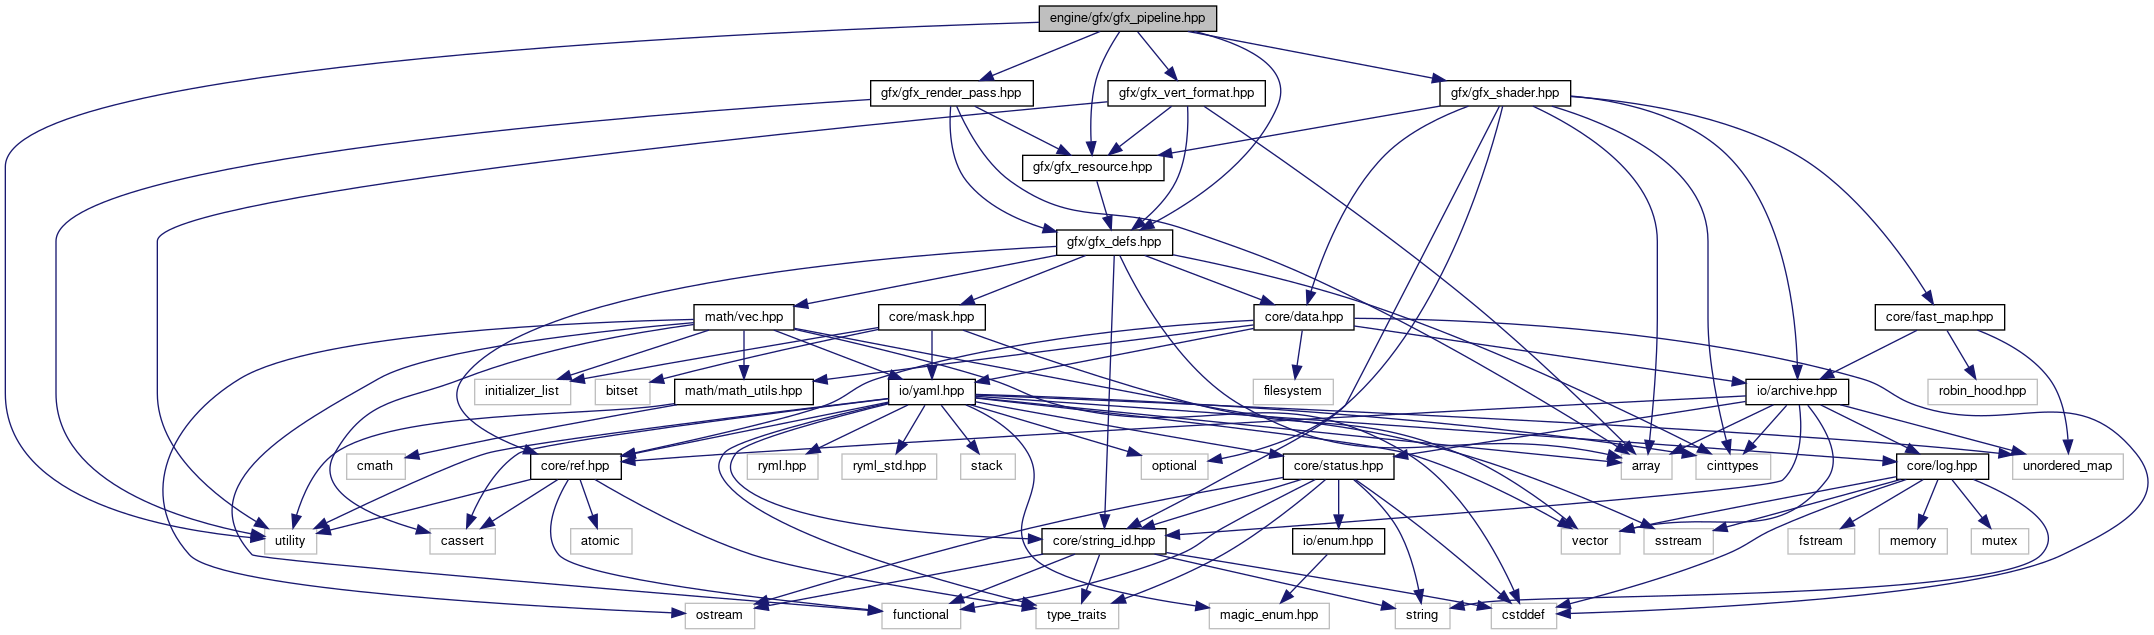 engine/gfx/gfx_pipeline.hpp
gfx/gfx_render_pass.hpp
gfx/gfx_vert_format.hpp
gfx/gfx_shader.hpp
gfx/gfx_resource.hpp
gfx/gfx_defs.hpp
math/vec.hpp
core/mask.hpp
core/data.hpp
core/fast_map.hpp
initializer_list
bitset
math/math_utils.hpp
io/yaml.hpp
filesystem
io/archive.hpp
robin_hood.hpp
cmath
core/ref.hpp
ryml.hpp
ryml_std.hpp
stack
optional
core/status.hpp
array
cinttypes
core/log.hpp
unordered_map
utility
cassert
atomic
core/string_id.hpp
io/enum.hpp
vector
sstream
fstream
memory
mutex
ostream
functional
type_traits
magic_enum.hpp
string
cstddef